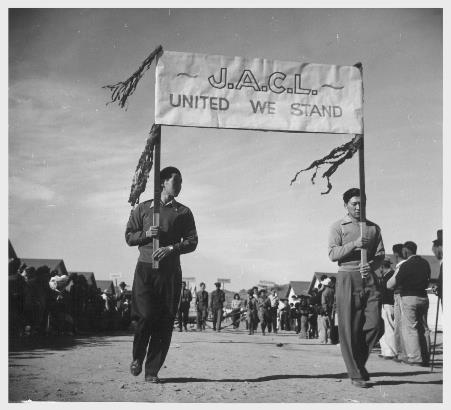 ~ J.A.C.L. ~
UNITED WE STAND